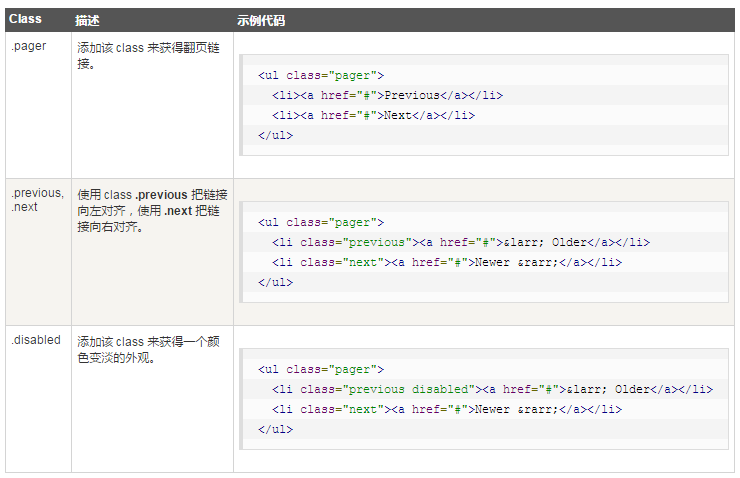 Class 描述 示例代码
.pager
添加该 class 来获得翻页链
接。
<ul class="pager">
  <li><a href="#">Previous</a></li>
  <li><a href="#">Next</a></li>
</ul>
.previous,
.next
使用 class .previous 把链接
向左对齐，使用 .next 把链
接向右对齐。
<ul class="pager">
  <li class="previous"><a href="#">&larr; Older</a></li>
  <li class="next"><a href="#">Newer &rarr;</a></li>
</ul>
.disabled
添加该 class 来获得一个颜
色变淡的外观。
<ul class="pager">
  <li class="previous disabled"><a href="#">&larr; Older</a></li>
  <li class="next"><a href="#">Newer &rarr;</a></li>
</ul>